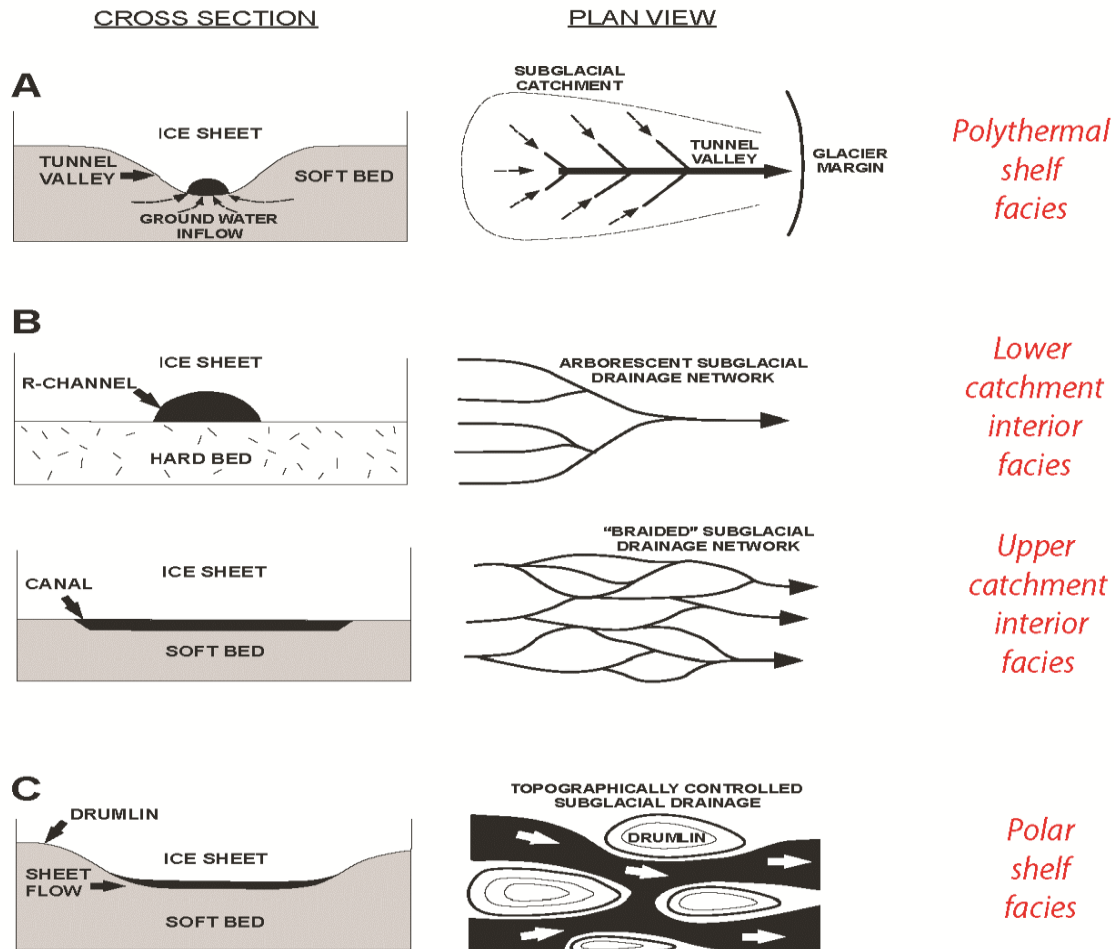 CROSS SECTION
PLAN VIEW
A
ICE SHEET
TUNNEL
VALLEY
SOFT BED
GROUND WATER
INFLOW
SUBGLACIAL
CATCHMENT
TUNNEL
VALLEY
GLACIER
MARGIN
Polythermal
shelf
facies
B
ICE SHEET
R-CHANNEL
HARD BED
ARBORESCENT SUBGLACIAL
DRAINAGE NETWORK
Lower
catchment
interior
facies
ICE SHEET
CANAL
SOFT BED
“BRAIDED” SUBGLACIAL
DRAINAGE NETWORK
Upper
catchment
interior
facies
C
DRUMLIN
ICE SHEET
SHEET
FLOW
SOFT BED
TOPOGRAPHICALLY CONTROLLED
SUBGLACIAL DRAINAGE
DRUMLIN
Polar
shelf
facies